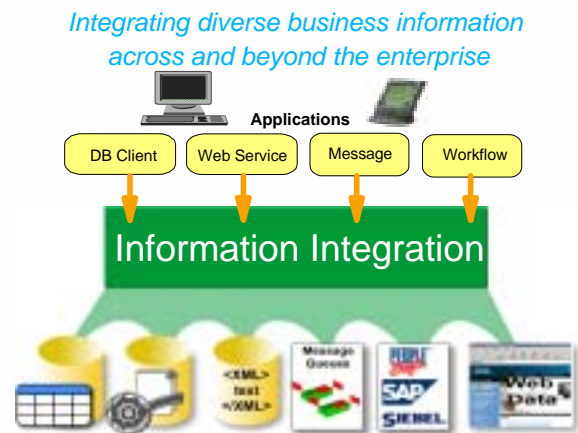 Integrating diverse business information
across and beyond the enterprise
Applications
DB Client
Web Service
Message
Workflow
Information Integration
<XML>
text
</XML>
Message
Queues
PEOPLE
Soft
SAP
SIEBEL
Web
Data